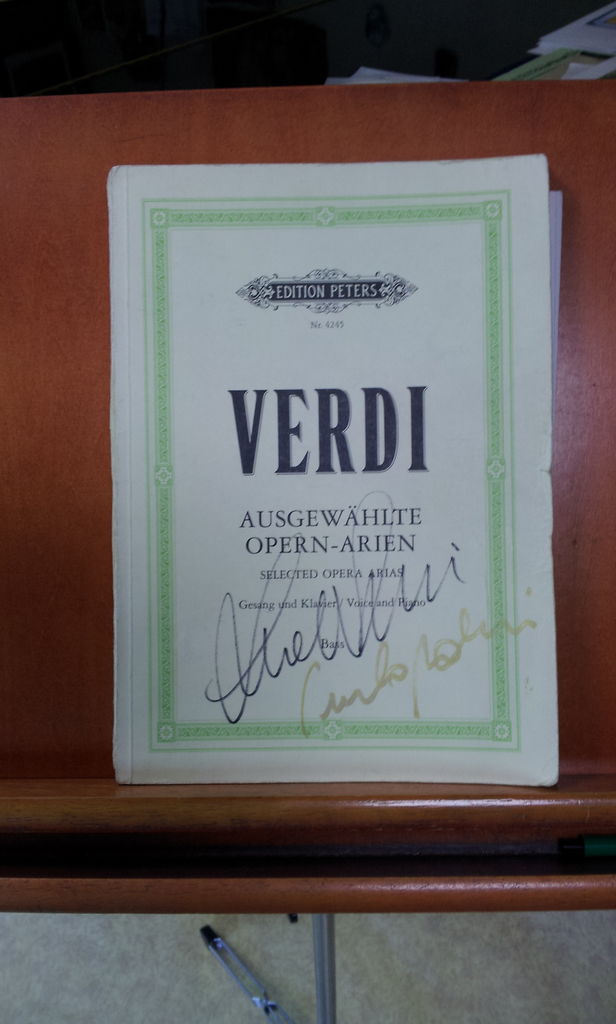 EDITION PETERS
Nr. 4245
VERDI
AUSGEWÄHLTE
OPERN-ARIEN
SELECTED OPERA ARIAS
Gesang und Klavier / Voice and Piano
Bass